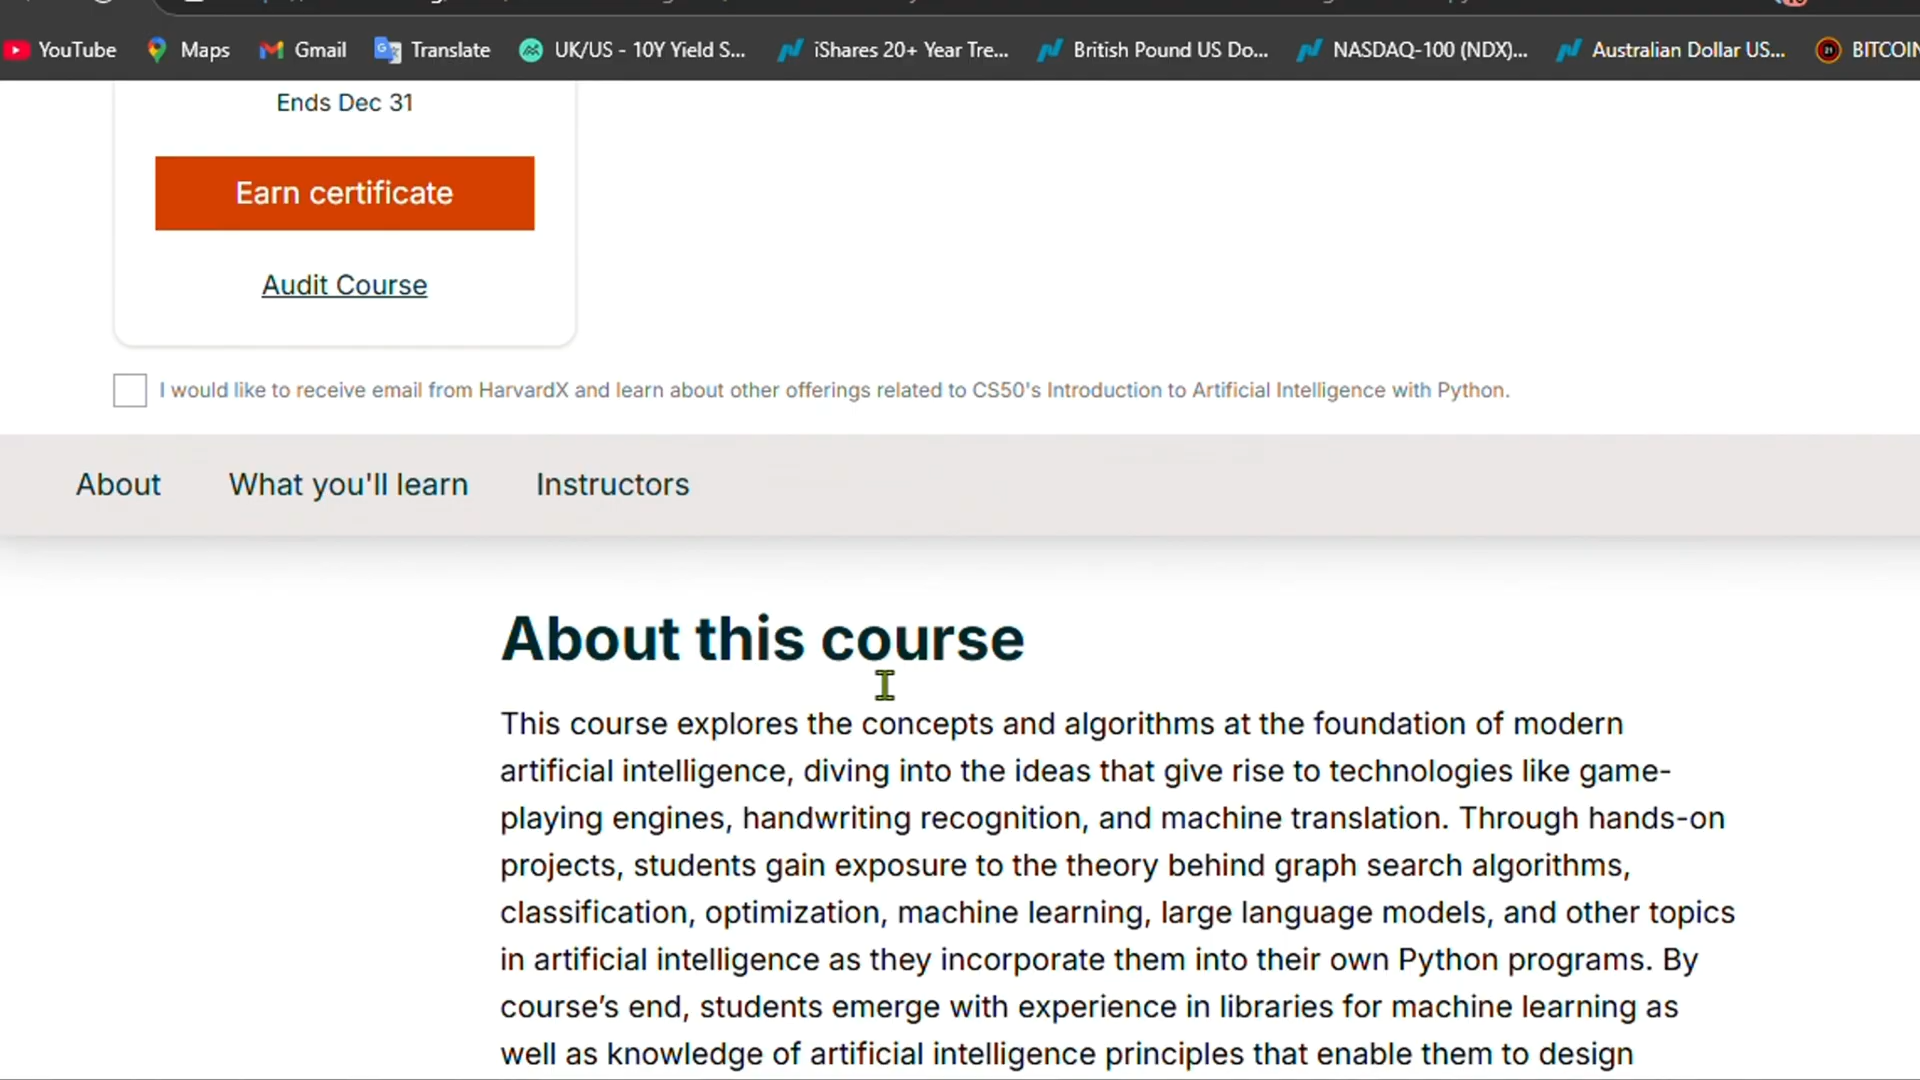 YouTube Maps Gmail Translate UK/US - 10Y Yield S... iShares 20+ Year Tre... British Pound US Do... NASDAQ-100 (NDX)... Australian Dollar US... BITCOIN
Ends Dec 31
Earn certificate
Audit Course
I would like to receive email from HarvardX and learn about other offerings related to CS50's Introduction to Artificial Intelligence with Python.
About What you'll learn Instructors
About this course
This course explores the concepts and algorithms at the foundation of modern
artificial intelligence, diving into the ideas that give rise to technologies like game-
playing engines, handwriting recognition, and machine translation. Through hands-on
projects, students gain exposure to the theory behind graph search algorithms,
classification, optimization, machine learning, large language models, and other topics
in artificial intelligence as they incorporate them into their own Python programs. By
course’s end, students emerge with experience in libraries for machine learning as
well as knowledge of artificial intelligence principles that enable them to design